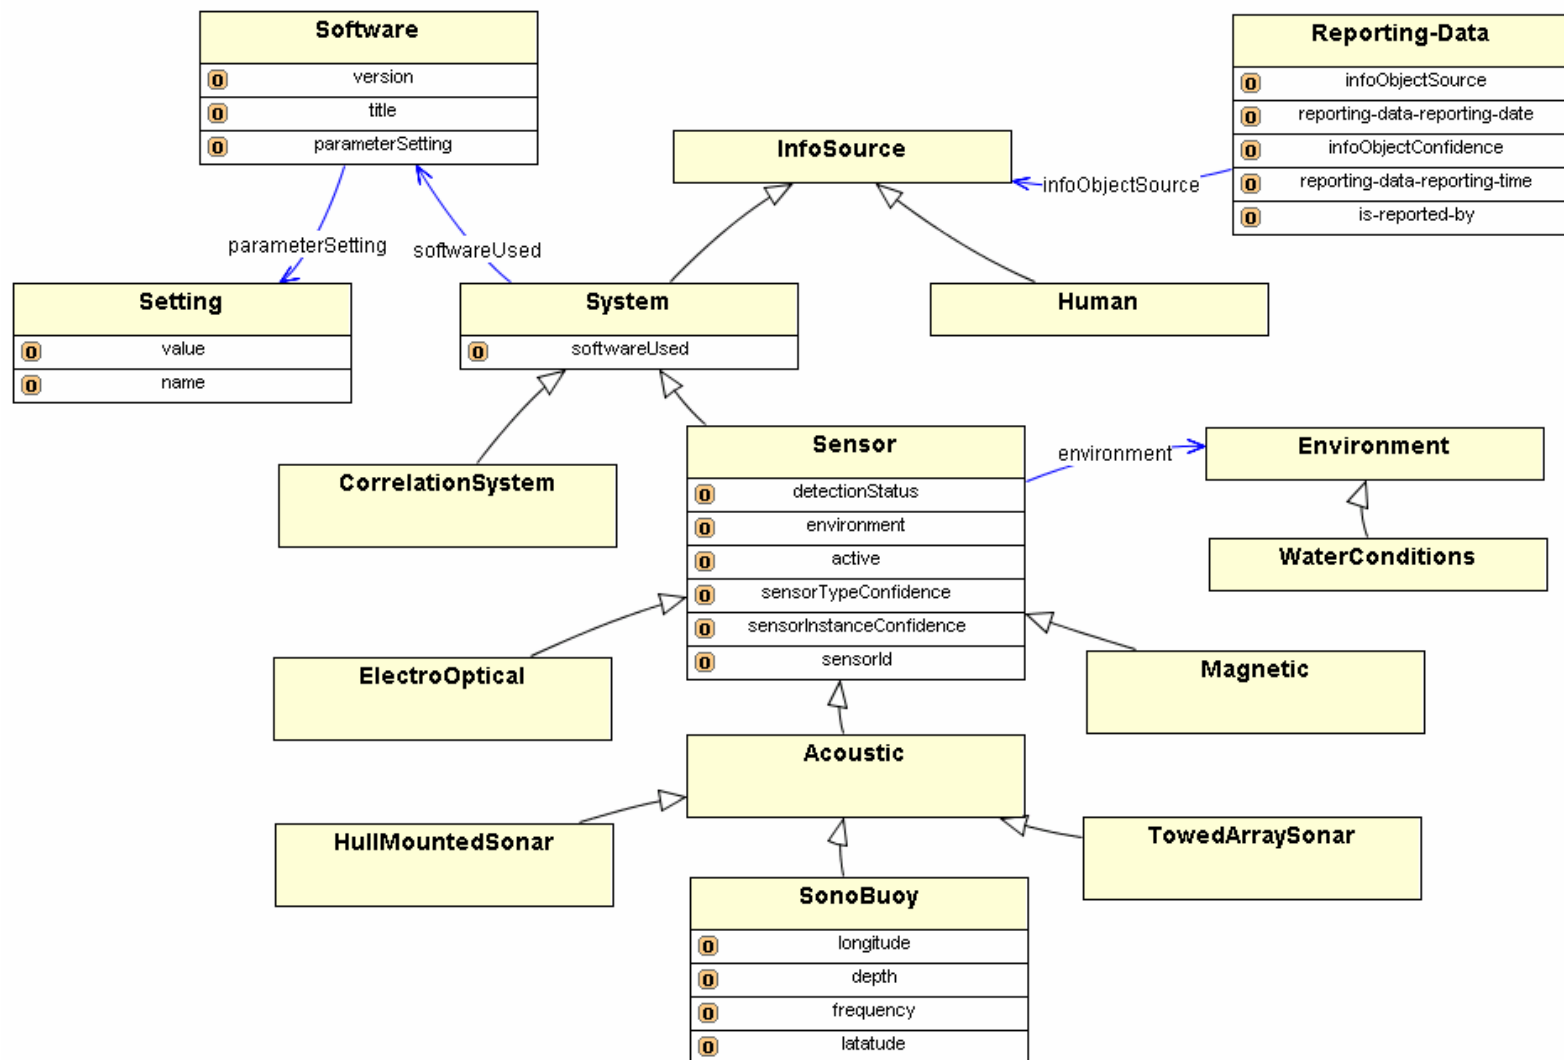 Software
version
title
parameterSetting
Reporting-Data
infoObjectSource
reporting-data-reporting-date
infoObjectConfidence
reporting-data-reporting-time
is-reported-by
InfoSource
infoObjectSource
parameterSetting
softwareUsed
Setting
value
name
System
softwareUsed
Human
CorrelationSystem
Sensor
detectionStatus
environment
active
sensorTypeConfidence
sensorInstanceConfidence
sensorId
environment
Environment
WaterConditions
ElectroOptical
Magnetic
Acoustic
HullMountedSonar
TowedArraySonar
SonoBuoy
longitude
depth
frequency
latatude